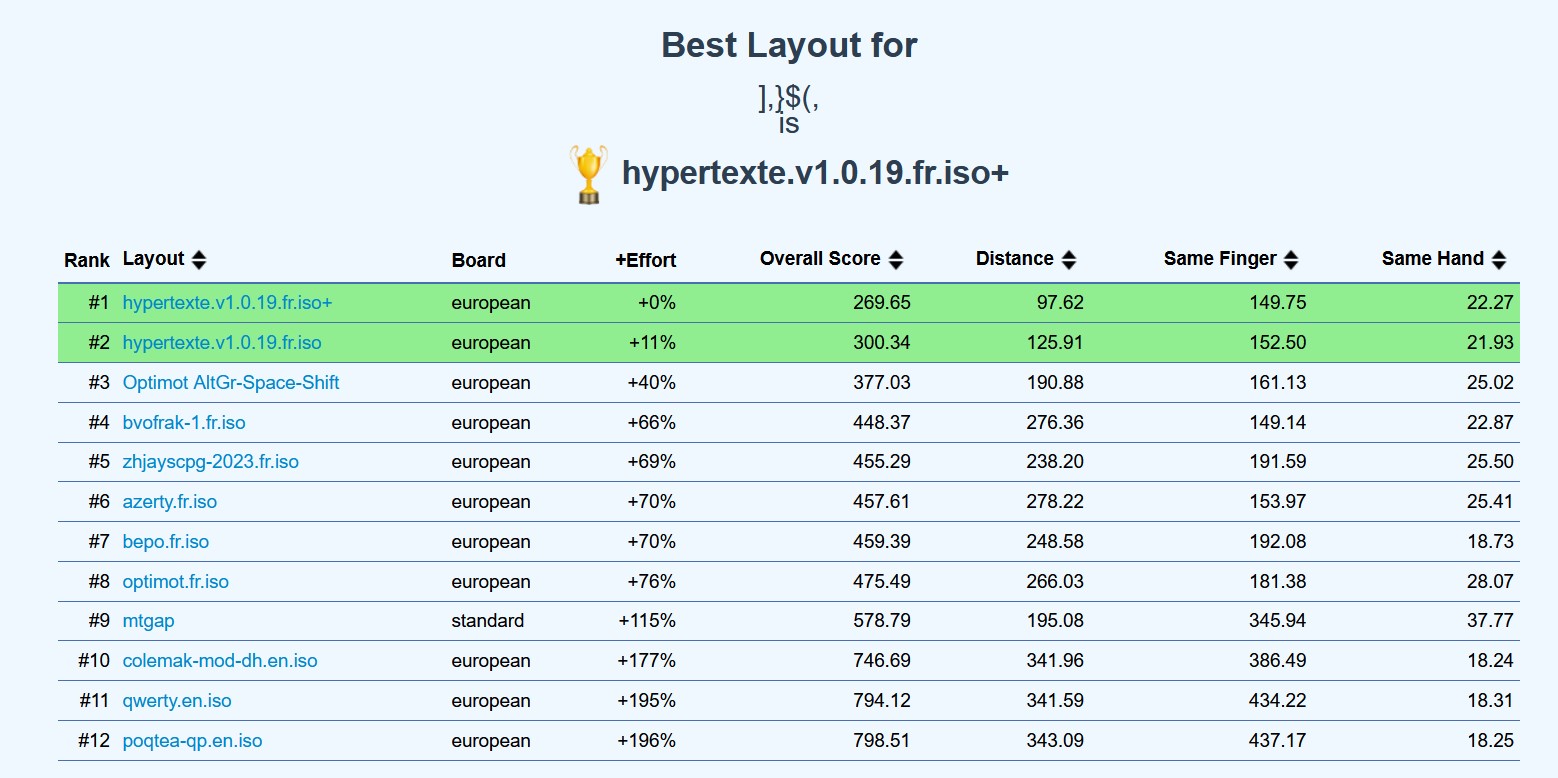 Best Layout for
],}$(,
is
hypertexte.v1.0.19.fr.iso+
Rank Layout Board +Effort Overall Score Distance Same Finger Same Hand
#1 hypertexte.v1.0.19.fr.iso+ european +0% 269.65 97.62 149.75 22.27
#2 hypertexte.v1.0.19.fr.iso european +11% 300.34 125.91 152.50 21.93
#3 Optimot AltGr-Space-Shift european +40% 377.03 190.88 161.13 25.02
#4 bvofrak-1.fr.iso european +66% 448.37 276.36 149.14 22.87
#5 zhjayscpg-2023.fr.iso european +69% 455.29 238.20 191.59 25.50
#6 azerty.fr.iso european +70% 457.61 278.22 153.97 25.41
#7 bepo.fr.iso european +70% 459.39 248.58 192.08 18.73
#8 optimot.fr.iso european +76% 475.49 266.03 181.38 28.07
#9 mtgap standard +115% 578.79 195.08 345.94 37.77
#10 colemak-mod-dh.en.iso european +177% 746.69 341.96 386.49 18.24
#11 qwerty.en.iso european +195% 794.12 341.59 434.22 18.31
#12 poqtea-qp.en.iso european +196% 798.51 343.09 437.17 18.25